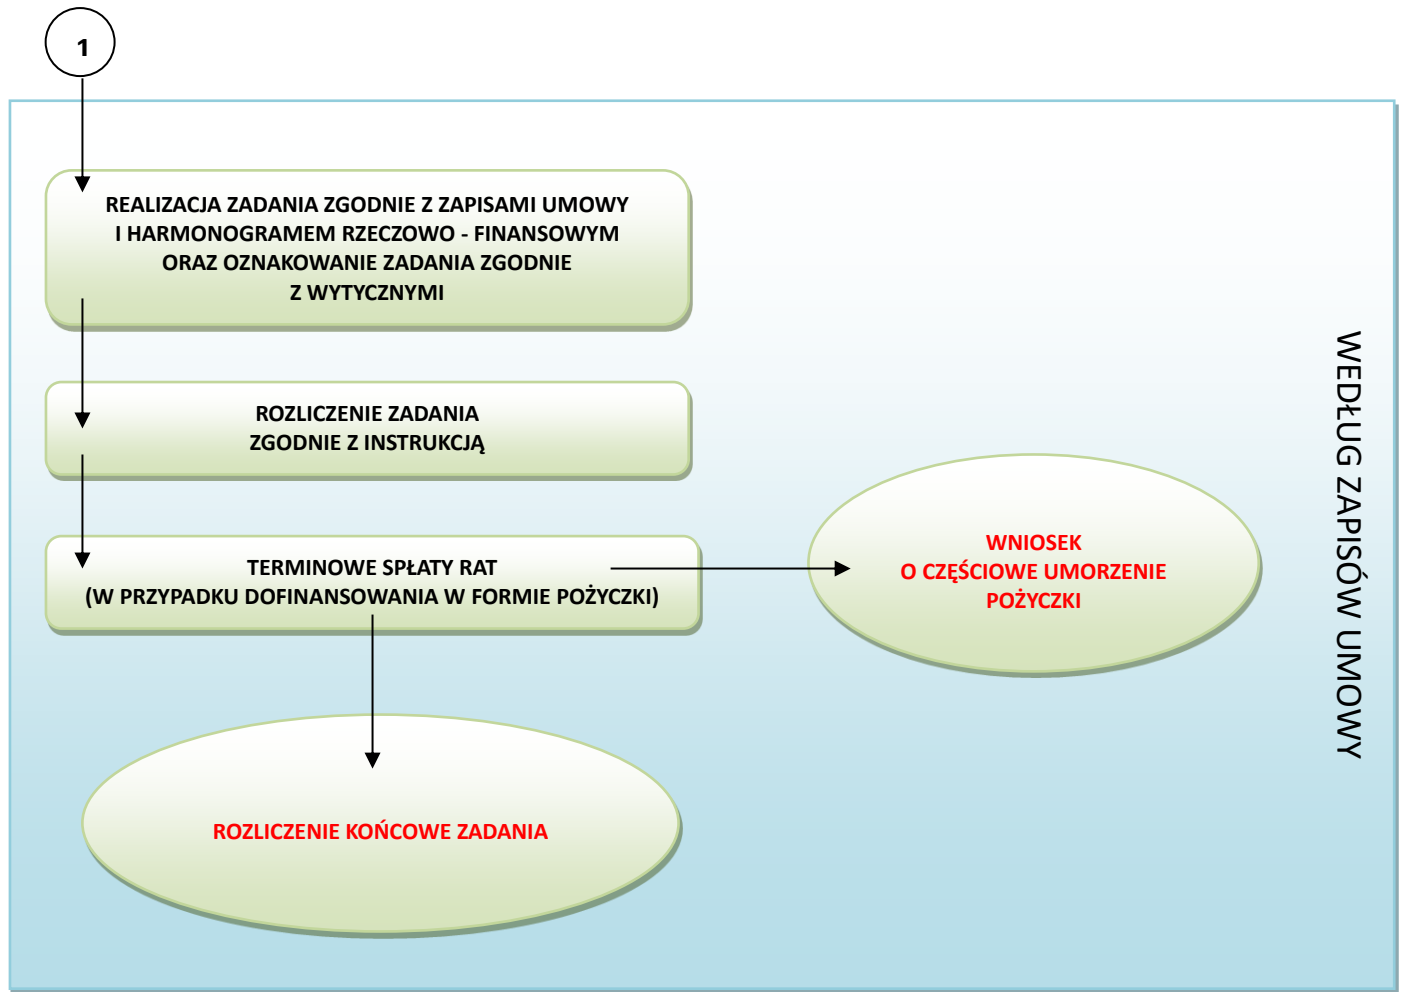 1
REALIZACJA ZADANIA ZGODNIE Z ZAPISAMI UMOWY
I HARMONOGRAMEM RZECZOWO - FINANSOWYM
ORAZ OZNAKOWANIE ZADANIA ZGODNIE
Z WYTYCZNYMI
ROZLICZENIE ZADANIA
ZGODNIE Z INSTRUKCJĄ
TERMINOWE SPŁATY RAT
(W PRZYPADKU DOFINANSOWANIA W FORMIE POŻYCZKI)
WNIOSEK
O CZĘŚCIOWE UMORZENIE
POŻYCZKI
ROZLICZENIE KOŃCOWE ZADANIA
WEDŁUG ZAPISÓW UMOWY